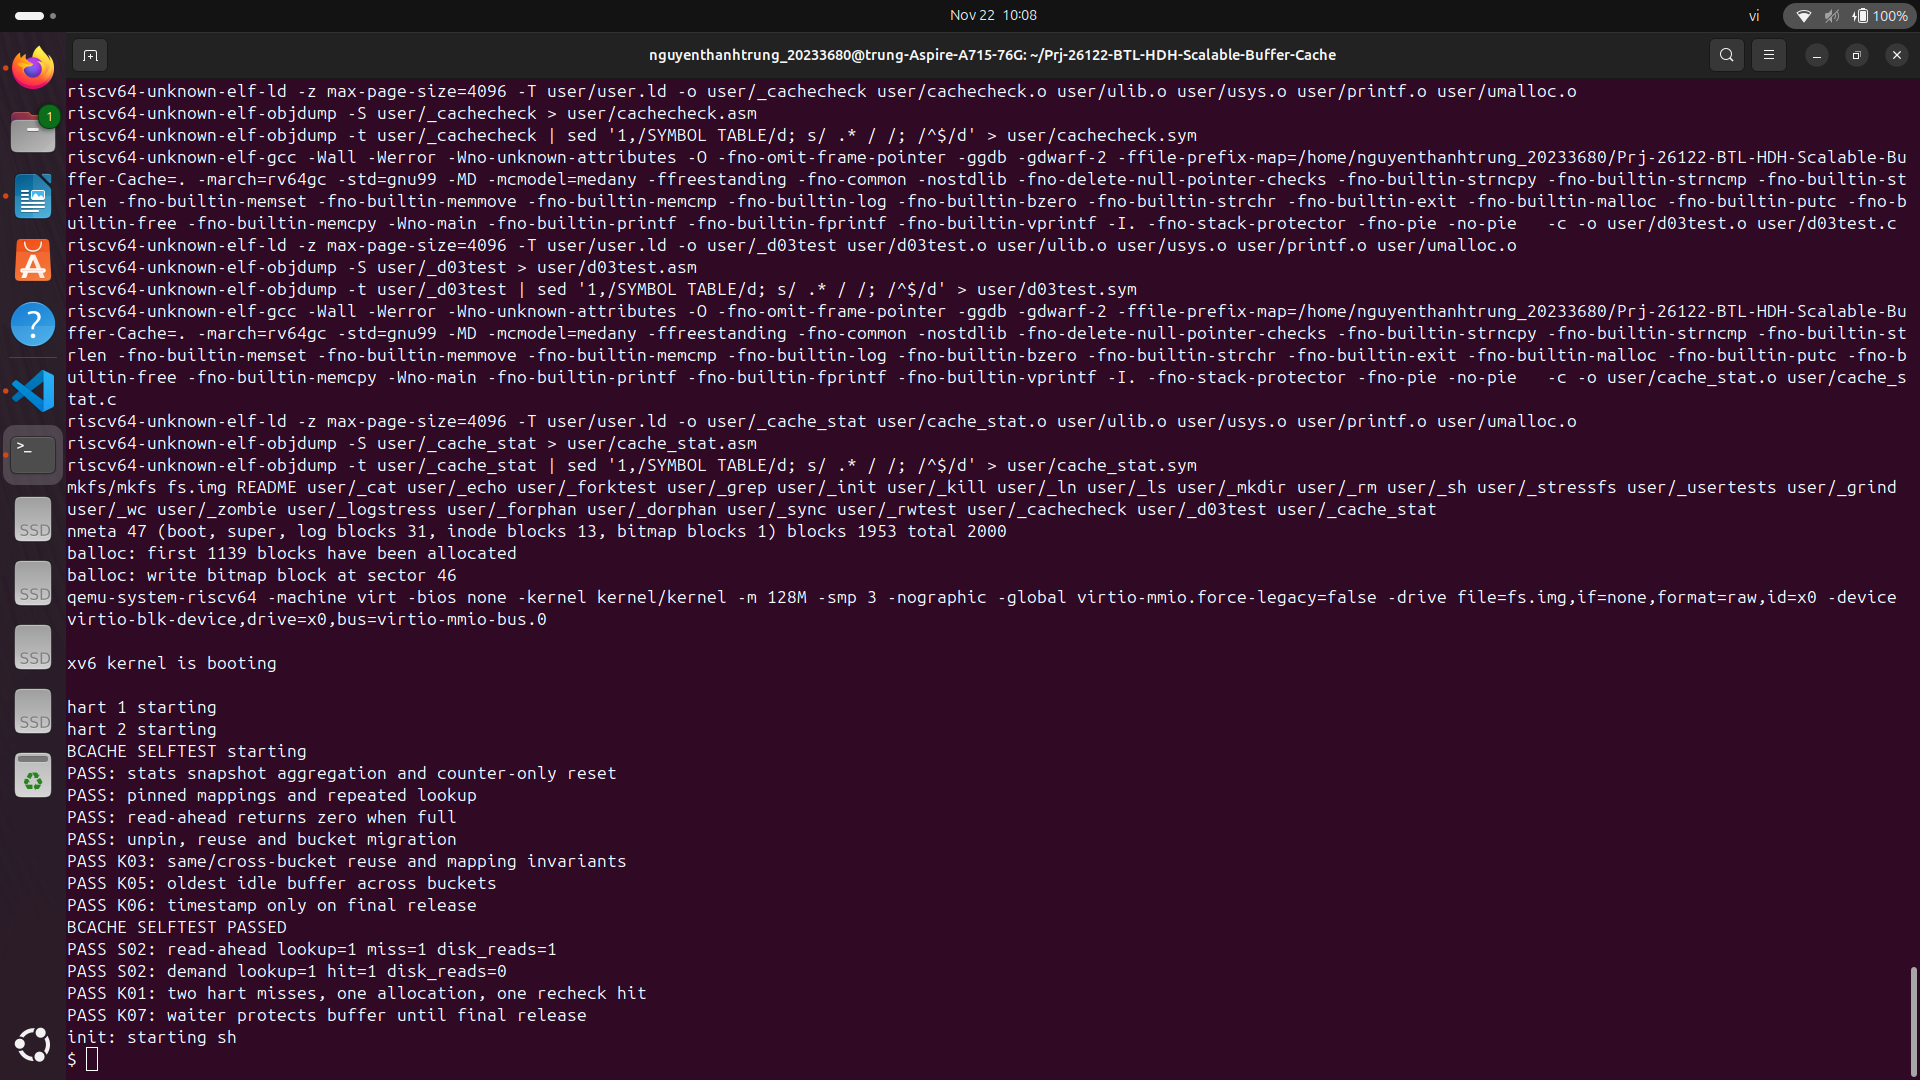 Nov 22 10:08
vi
100%
nguyenthanhtrung_20233680@trung-Aspire-A715-76G: ~/Prj-26122-BTL-HDH-Scalable-Buffer-Cache
1
riscv64-unknown-elf-ld -z max-page-size=4096 -T user/user.ld -o user/_cachecheck user/cachecheck.o user/ulib.o user/usys.o user/printf.o user/umalloc.o
riscv64-unknown-elf-objdump -S user/_cachecheck > user/cachecheck.asm
riscv64-unknown-elf-objdump -t user/_cachecheck | sed '1,/SYMBOL TABLE/d; s/ .* / /; /^$/d' > user/cachecheck.sym
riscv64-unknown-elf-gcc -Wall -Werror -Wno-unknown-attributes -O -fno-omit-frame-pointer -ggdb -gdwarf-2 -ffile-prefix-map=/home/nguyenthanhtrung_20233680/Prj-26122-BTL-HDH-Scalable-Bu
ffer-Cache=. -march=rv64gc -std=gnu99 -MD -mcmodel=medany -ffreestanding -fno-common -nostdlib -fno-delete-null-pointer-checks -fno-builtin-strncpy -fno-builtin-strncmp -fno-builtin-st
rlen -fno-builtin-memset -fno-builtin-memmove -fno-builtin-memcmp -fno-builtin-log -fno-builtin-bzero -fno-builtin-strchr -fno-builtin-exit -fno-builtin-malloc -fno-builtin-putc -fno-b
uiltin-free -fno-builtin-memcpy -Wno-main -fno-builtin-printf -fno-builtin-fprintf -fno-builtin-vprintf -I. -fno-stack-protector -fno-pie -no-pie   -c -o user/d03test.o user/d03test.c
riscv64-unknown-elf-ld -z max-page-size=4096 -T user/user.ld -o user/_d03test user/d03test.o user/ulib.o user/usys.o user/printf.o user/umalloc.o
riscv64-unknown-elf-objdump -S user/_d03test > user/d03test.asm
riscv64-unknown-elf-objdump -t user/_d03test | sed '1,/SYMBOL TABLE/d; s/ .* / /; /^$/d' > user/d03test.sym
riscv64-unknown-elf-gcc -Wall -Werror -Wno-unknown-attributes -O -fno-omit-frame-pointer -ggdb -gdwarf-2 -ffile-prefix-map=/home/nguyenthanhtrung_20233680/Prj-26122-BTL-HDH-Scalable-Bu
ffer-Cache=. -march=rv64gc -std=gnu99 -MD -mcmodel=medany -ffreestanding -fno-common -nostdlib -fno-delete-null-pointer-checks -fno-builtin-strncpy -fno-builtin-strncmp -fno-builtin-st
rlen -fno-builtin-memset -fno-builtin-memmove -fno-builtin-memcmp -fno-builtin-log -fno-builtin-bzero -fno-builtin-strchr -fno-builtin-exit -fno-builtin-malloc -fno-builtin-putc -fno-b
uiltin-free -fno-builtin-memcpy -Wno-main -fno-builtin-printf -fno-builtin-fprintf -fno-builtin-vprintf -I. -fno-stack-protector -fno-pie -no-pie   -c -o user/cache_stat.o user/cache_s
tat.c
riscv64-unknown-elf-ld -z max-page-size=4096 -T user/user.ld -o user/_cache_stat user/cache_stat.o user/ulib.o user/usys.o user/printf.o user/umalloc.o
riscv64-unknown-elf-objdump -S user/_cache_stat > user/cache_stat.asm
riscv64-unknown-elf-objdump -t user/_cache_stat | sed '1,/SYMBOL TABLE/d; s/ .* / /; /^$/d' > user/cache_stat.sym
mkfs/mkfs fs.img README user/_cat user/_echo user/_forktest user/_grep user/_init user/_kill user/_ln user/_ls user/_mkdir user/_rm user/_sh user/_stressfs user/_usertests user/_grind
user/_wc user/_zombie user/_logstress user/_forphan user/_dorphan user/_sync user/_rwtest user/_cachecheck user/_d03test user/_cache_stat
nmeta 47 (boot, super, log blocks 31, inode blocks 13, bitmap blocks 1) blocks 1953 total 2000
balloc: first 1139 blocks have been allocated
balloc: write bitmap block at sector 46
qemu-system-riscv64 -machine virt -bios none -kernel kernel/kernel -m 128M -smp 3 -nographic -global virtio-mmio.force-legacy=false -drive file=fs.img,if=none,format=raw,id=x0 -device
virtio-blk-device,drive=x0,bus=virtio-mmio-bus.0
xv6 kernel is booting
hart 1 starting
hart 2 starting
BCACHE SELFTEST starting
PASS: stats snapshot aggregation and counter-only reset
PASS: pinned mappings and repeated lookup
PASS: read-ahead returns zero when full
PASS: unpin, reuse and bucket migration
PASS K03: same/cross-bucket reuse and mapping invariants
PASS K05: oldest idle buffer across buckets
PASS K06: timestamp only on final release
BCACHE SELFTEST PASSED
PASS S02: read-ahead lookup=1 miss=1 disk_reads=1
PASS S02: demand lookup=1 hit=1 disk_reads=0
PASS K01: two hart misses, one allocation, one recheck hit
PASS K07: waiter protects buffer until final release
init: starting sh
$
SSD
SSD
SSD
SSD